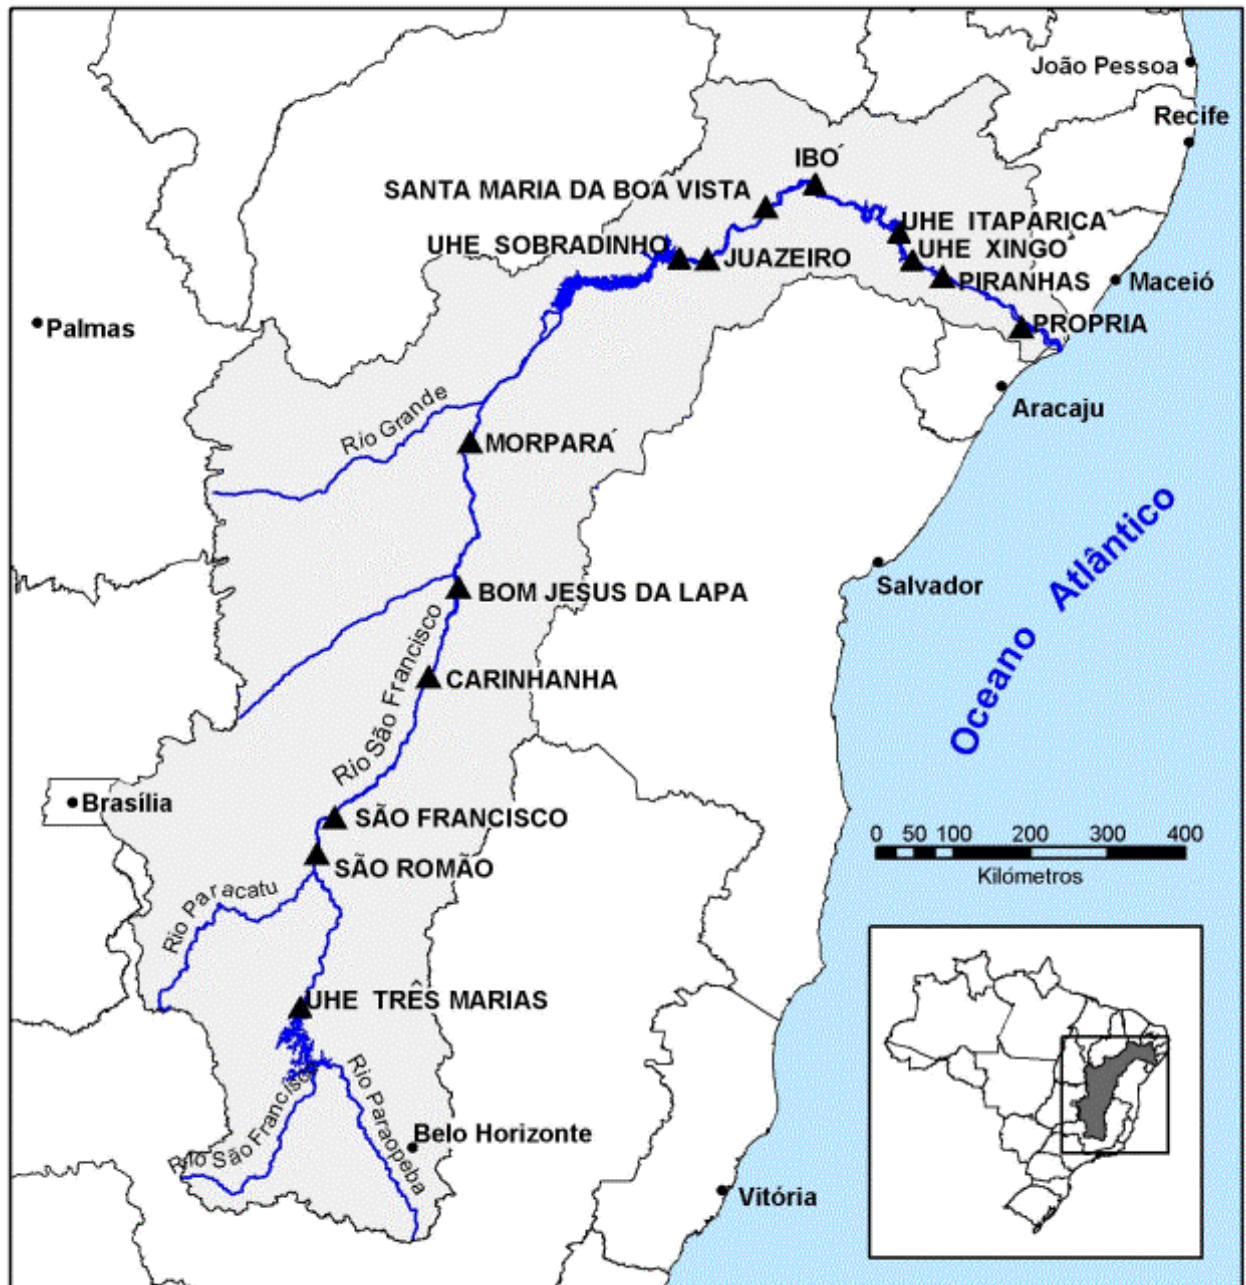 João Pessoa
Recife
IBÓ
SANTA MARIA DA BOA VISTA
UHE ITAPARICA
UHE SOBRADINHO
JUAZEIRO
UHE XINGÓ
PIRANHAS
Maceió
Palmas
PROPRIA
Aracaju
Rio Grande
MORPARÁ
Oceano Atlântico
Salvador
BOM JESUS DA LAPA
Rio São Francisco
CARINHANHA
Brasília
SÃO FRANCISCO
0 50 100 200 300 400
Kilómetros
SÃO ROMÃO
Rio Paracatu
UHE TRÊS MARIAS
Rio São Francisco
Rio Paraopeba
Belo Horizonte
Vitória